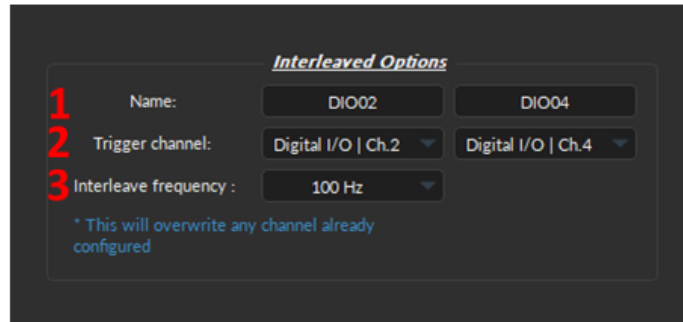 Interleaved Options
1 Name: DIO02 DIO04
2 Trigger channel: Digital I/O | Ch.2 Digital I/O | Ch.4
3 Interleave frequency : 100 Hz
* This will overwrite any channel already
configured